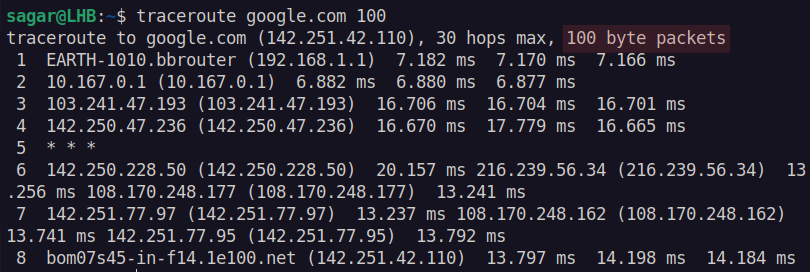 sagar@LHB:~$ traceroute google.com 100
traceroute to google.com (142.251.42.110), 30 hops max, 100 byte packets
 1  EARTH-1010.bbrouter (192.168.1.1)  7.182 ms  7.170 ms  7.166 ms
 2  10.167.0.1 (10.167.0.1)  6.882 ms  6.880 ms  6.877 ms
 3  103.241.47.193 (103.241.47.193)  16.706 ms  16.704 ms  16.701 ms
 4  142.250.47.236 (142.250.47.236)  16.670 ms  17.779 ms  16.665 ms
 5  * * *
 6  142.250.228.50 (142.250.228.50)  20.157 ms 216.239.56.34 (216.239.56.34)  13
.256 ms 108.170.248.177 (108.170.248.177)  13.241 ms
 7  142.251.77.97 (142.251.77.97)  13.237 ms 108.170.248.162 (108.170.248.162)
13.741 ms 142.251.77.95 (142.251.77.95)  13.792 ms
 8  bom07s45-in-f14.1e100.net (142.251.42.110)  13.797 ms  14.198 ms  14.184 ms